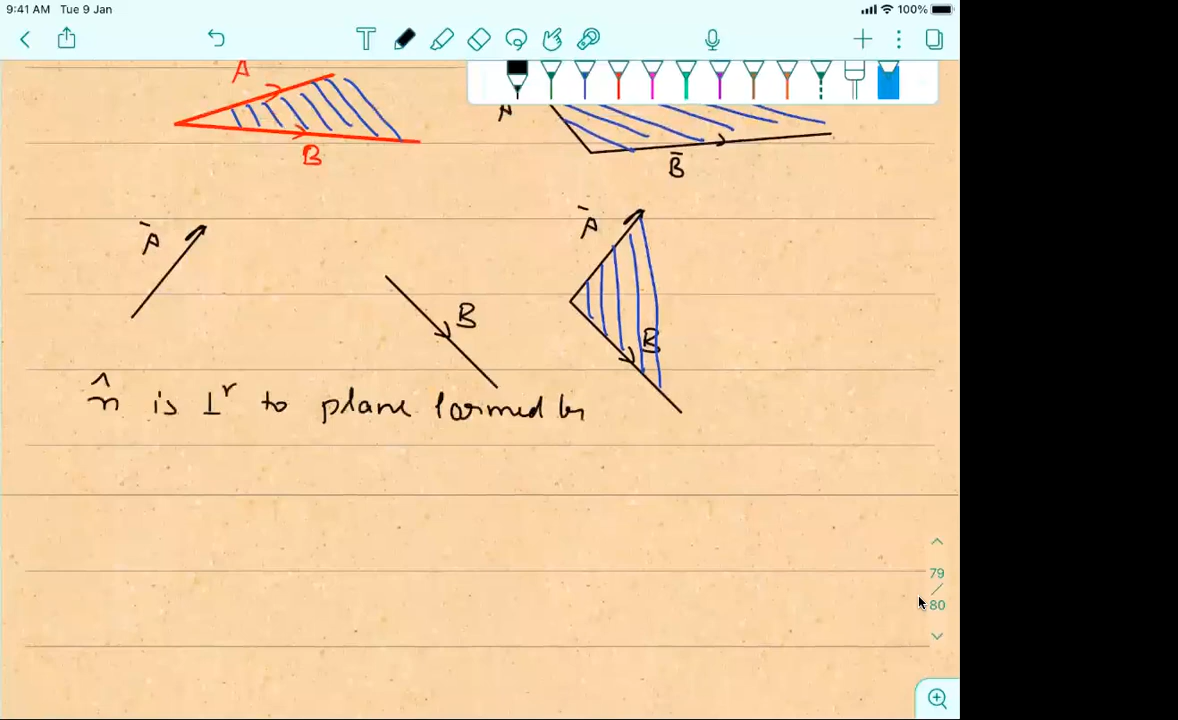 9:41 AM Tue 9 Jan 100%
T
A
B
A
B̄
Ā
B
Ā
B
n̂ is ⊥ʳ to plane formed by
79
/
80